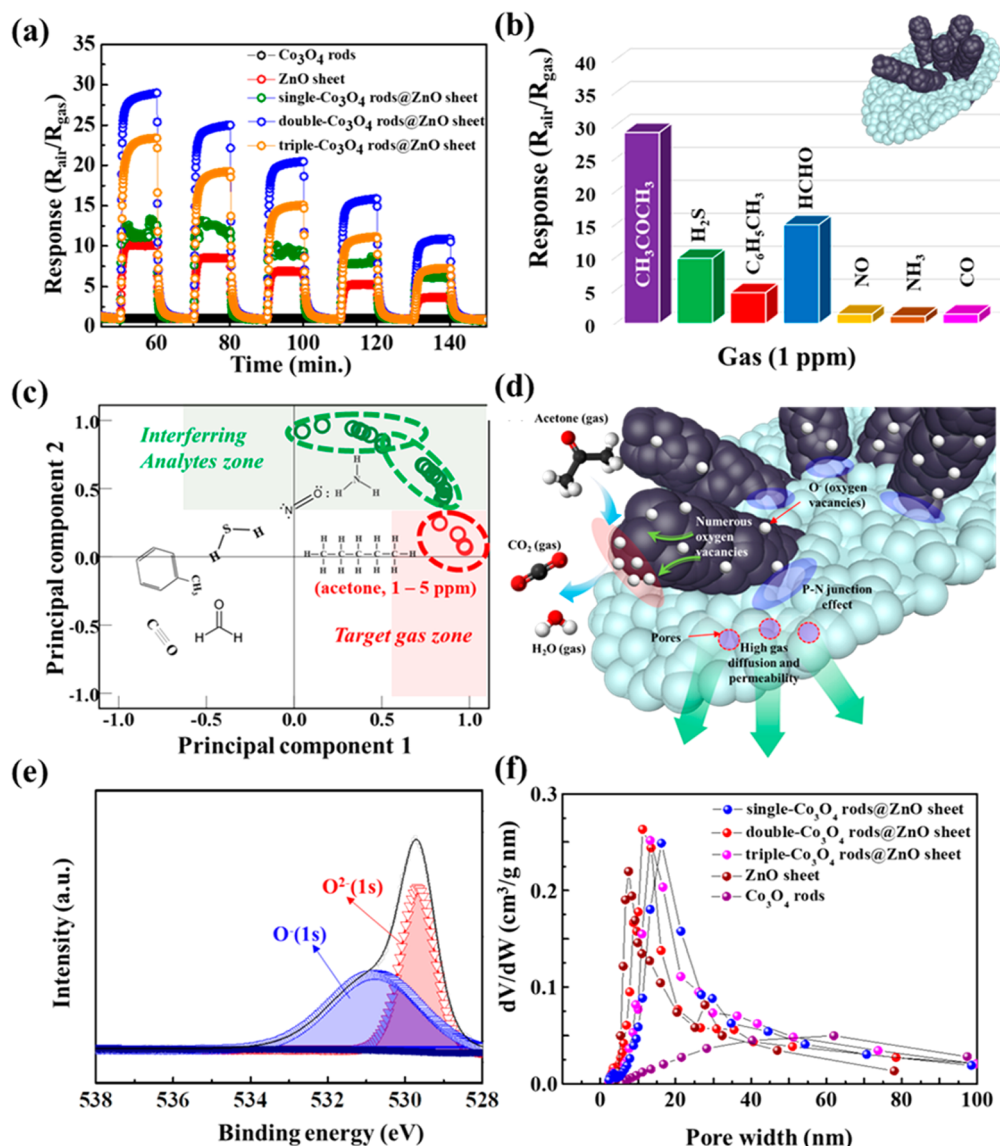 (a)
Response (R_air/R_gas)
35
30
25
20
15
10
5
0
60
80
100
120
140
Time (min.)
Co₃O₄ rods
ZnO sheet
single-Co₃O₄ rods@ZnO sheet
double-Co₃O₄ rods@ZnO sheet
triple-Co₃O₄ rods@ZnO sheet
(b)
Response (R_air/R_gas)
40
35
30
25
20
15
10
5
0
CH₃COCH₃
H₂S
C₆H₅CH₃
HCHO
NO
NH₃
CO
Gas (1 ppm)
(c)
Principal component 2
1.0
0.5
0.0
-0.5
-1.0
-1.0
-0.5
0.0
0.5
1.0
Principal component 1
Interferring
Analytes zone
N
O
H
N
H
H
S
H
H
H H H H H
H-C-C-C-C-C-H
H H H H H
CH₃
O
H
H
C
O
(acetone, 1 – 5 ppm)
Target gas zone
(d)
Acetone (gas)
O⁻ (oxygen
vacancies)
Numerous
oxygen
vacancies
CO₂ (gas)
P-N junction
effect
H₂O (gas)
Pores
High gas
diffusion and
permeability
(e)
Intensity (a.u.)
O²⁻(1s)
O⁻(1s)
538
536
534
532
530
528
Binding energy (eV)
(f)
dV/dW (cm³/g nm)
0.3
0.2
0.1
0.0
0
20
40
60
80
100
Pore width (nm)
single-Co₃O₄ rods@ZnO sheet
double-Co₃O₄ rods@ZnO sheet
triple-Co₃O₄ rods@ZnO sheet
ZnO sheet
Co₃O₄ rods